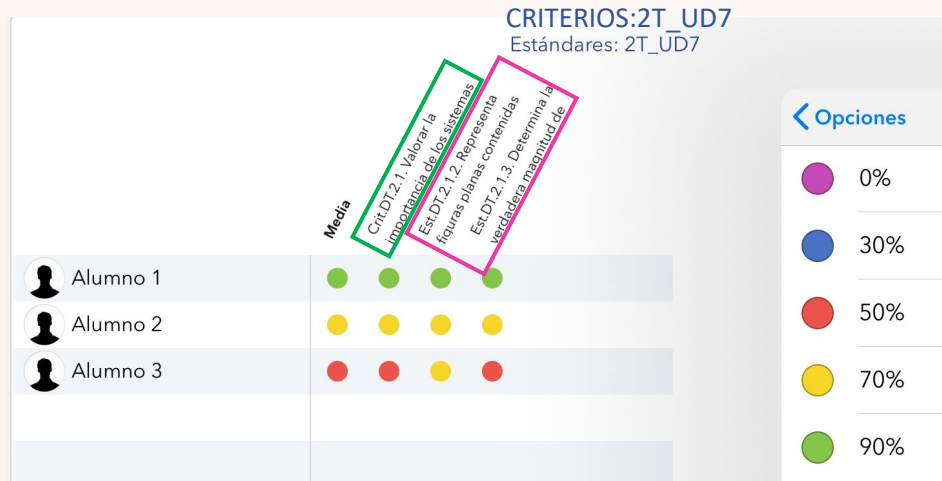 CRITERIOS:2T_UD7
Estándares: 2T_UD7
Media
Crit.DT.2.1. Valorar la
importancia de los sistemas
Est.DT.2.1.2. Representa
figuras planas contenidas
Est.DT.2.1.3. Determina la
verdadera magnitud de
Opciones
0%
30%
50%
70%
90%
Alumno 1
Alumno 2
Alumno 3